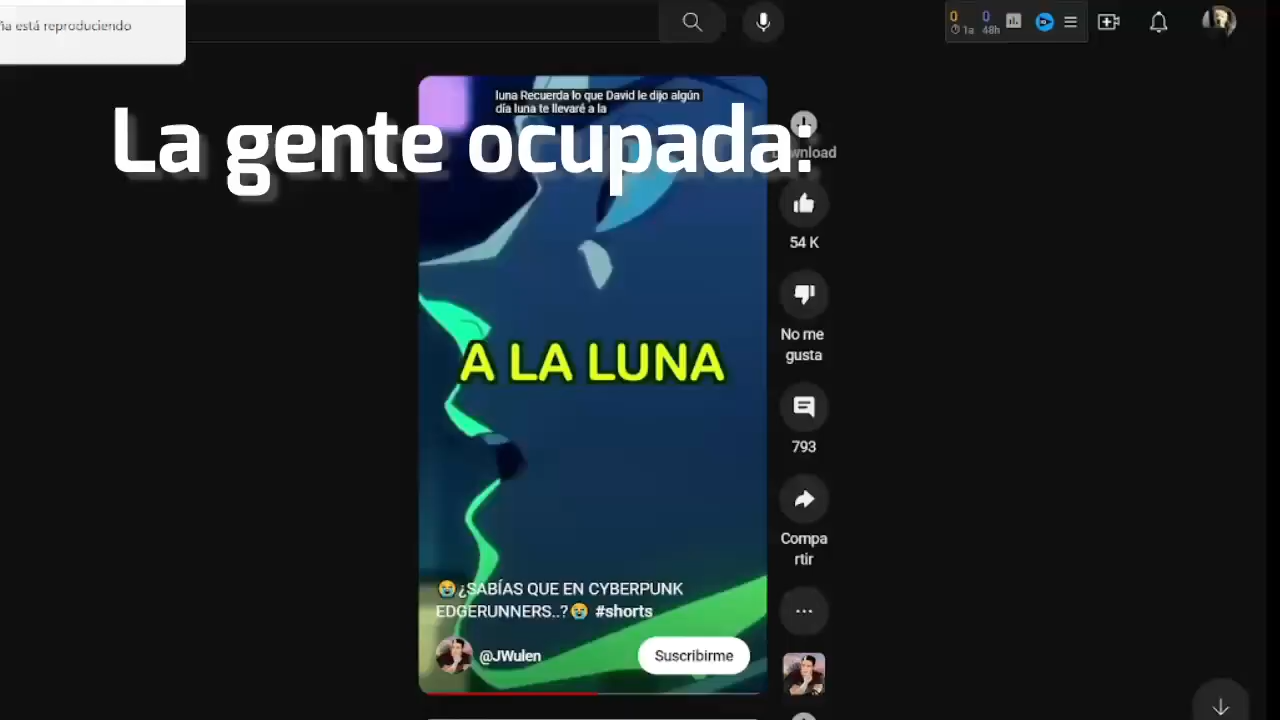 ña está reproduciendo
0 0
1a 48h
luna Recuerda lo que David le dijo algún
día luna te llevaré a la
La gente ocupada:
wnload
54 K
A LA LUNA
No me
gusta
793
Compa
rtir
😭¿SABÍAS QUE EN CYBERPUNK
EDGERUNNERS..?😭 #shorts
@JWulen
Suscribirme